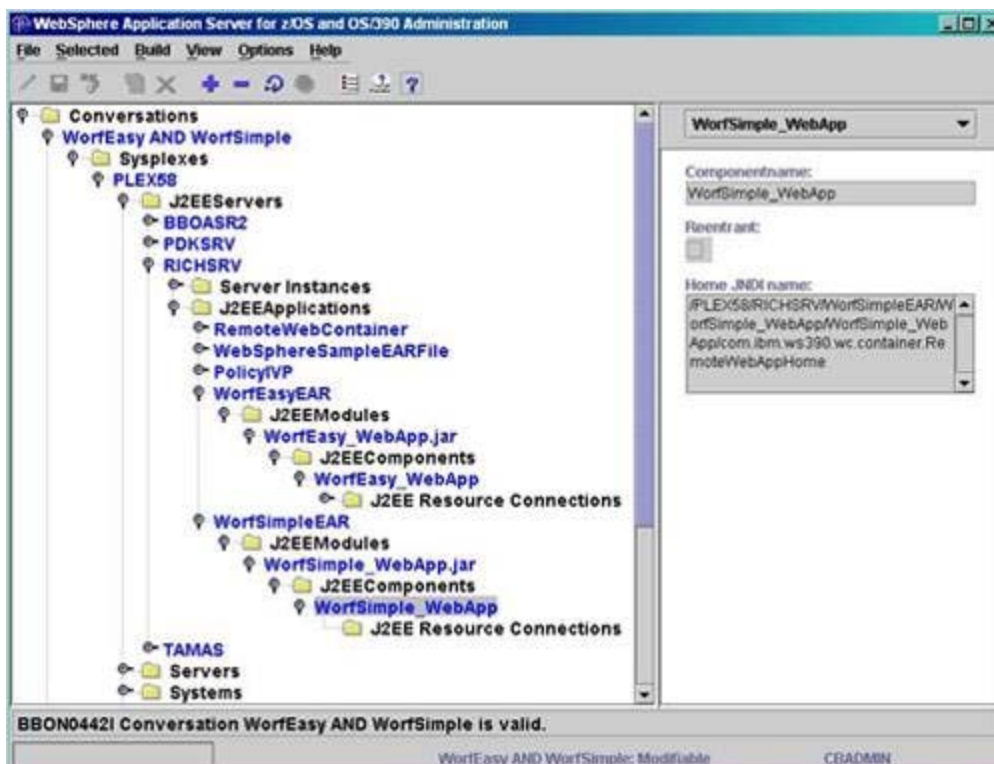 WebSphere Application Server for z/OS and OS/390 Administration
File Selected Build View Options Help
Conversations
WorfEasy AND WorfSimple
Sysplexes
PLEX58
J2EEServers
BBOASR2
PDKSRV
RICHSRV
Server Instances
J2EEApplications
RemoteWebContainer
WebSphereSampleEARFile
PolicyIVP
WorfEasyEAR
J2EEModules
WorfEasy_WebApp.jar
J2EEComponents
WorfEasy_WebApp
J2EE Resource Connections
WorfSimpleEAR
J2EEModules
WorfSimple_WebApp.jar
J2EEComponents
WorfSimple_WebApp
J2EE Resource Connections
TAMAS
Servers
Systems
WorfSimple_WebApp
Componentname:
WorfSimple_WebApp
Reentrant:
Home JNDI name:
/PLEX58/RICHSRV/WorfSimpleEAR/W
orfSimple_WebApp/WorfSimple_Web
App/com.ibm.ws390.wc.container.Re
moteWebAppHome
BBON0442I Conversation WorfEasy AND WorfSimple is valid.
WorfEasy AND WorfSimple: Modifiable CBADMIN